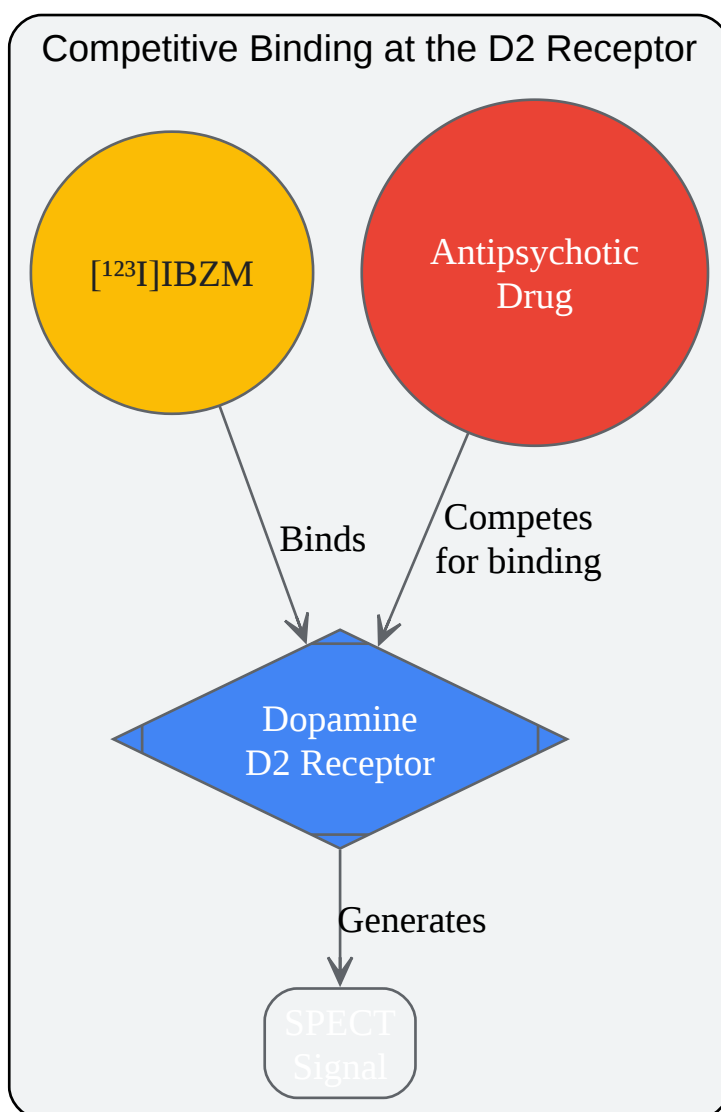 Competitive Binding at the D2 Receptor
[¹²³I]IBZM
Antipsychotic
Drug
Binds
Competes
for binding
Dopamine
D2 Receptor
Generates
SPECT
Signal